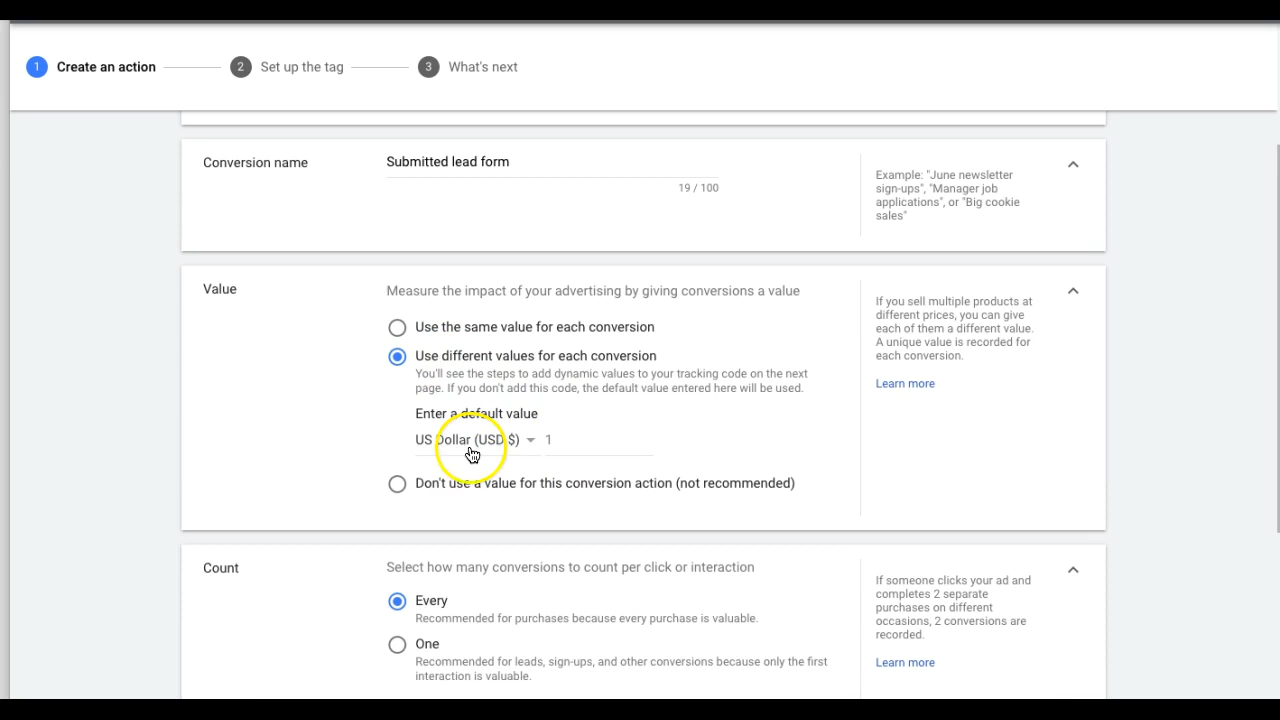 1 Create an action 2 Set up the tag 3 What's next
Conversion name
Submitted lead form
19 / 100
Example: "June newsletter
sign-ups", "Manager job
applications", or "Big cookie
sales"
Value
Measure the impact of your advertising by giving conversions a value
Use the same value for each conversion
Use different values for each conversion
You'll see the steps to add dynamic values to your tracking code on the next
page. If you don't add this code, the default value entered here will be used.
Enter a default value
US Dollar (USD $) 1
Don't use a value for this conversion action (not recommended)
If you sell multiple products at
different prices, you can give
each of them a different value.
A unique value is recorded for
each conversion.
Learn more
Count
Select how many conversions to count per click or interaction
Every
Recommended for purchases because every purchase is valuable.
One
Recommended for leads, sign-ups, and other conversions because only the first
interaction is valuable.
If someone clicks your ad and
completes 2 separate
purchases on different
occasions, 2 conversions are
recorded.
Learn more